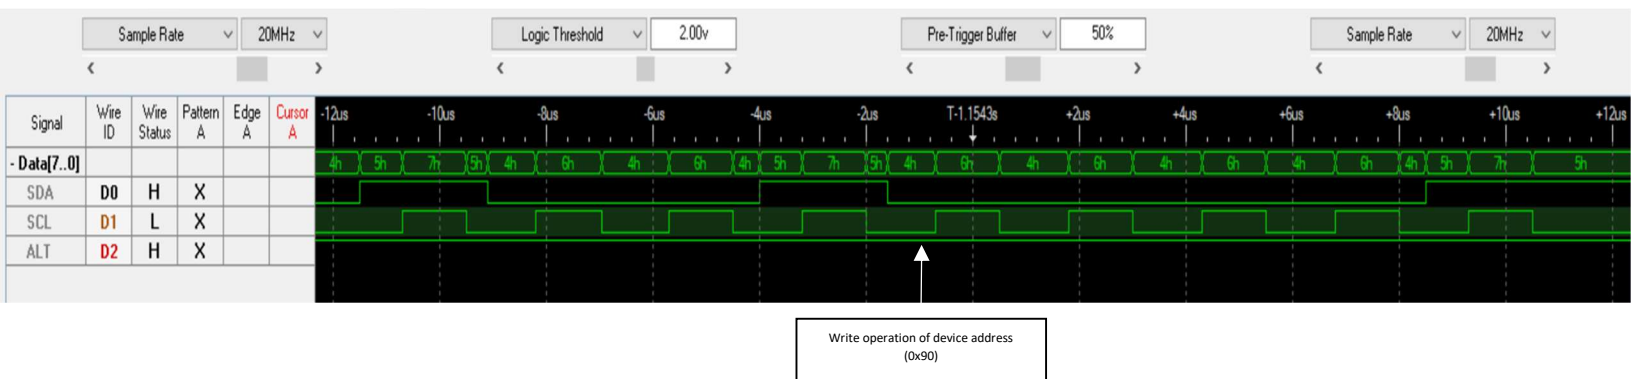 Sample Rate 20MHz Logic Threshold 2.00v Pre-Trigger Buffer 50% Sample Rate 20MHz
Signal Wire ID Wire Status Pattern A Edge A Cursor A -12us -10us -8us -6us -4us -2us T-1.1543s +2us +4us +6us +8us +10us +12us
- Data[7..0] 4h 5h 7h 5h 4h 6h 4h 6h 4h 5h 7h 5h 4h 6h 4h 6h 4h 6h 4h 6h 4h 5h 7h 5h
SDA D0 H X
SCL D1 L X
ALT D2 H X
Write operation of device address
(0x90)